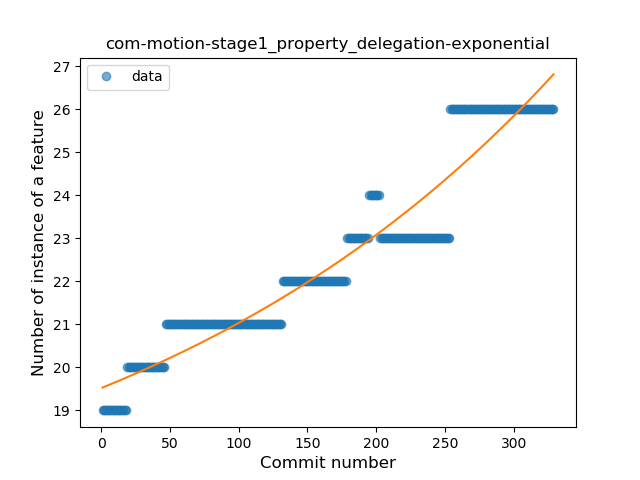 com-motion-stage1_property_delegation-exponential
data
Number of instance of a feature
27
26
25
24
23
22
21
20
19
0 50 100 150 200 250 300
Commit number